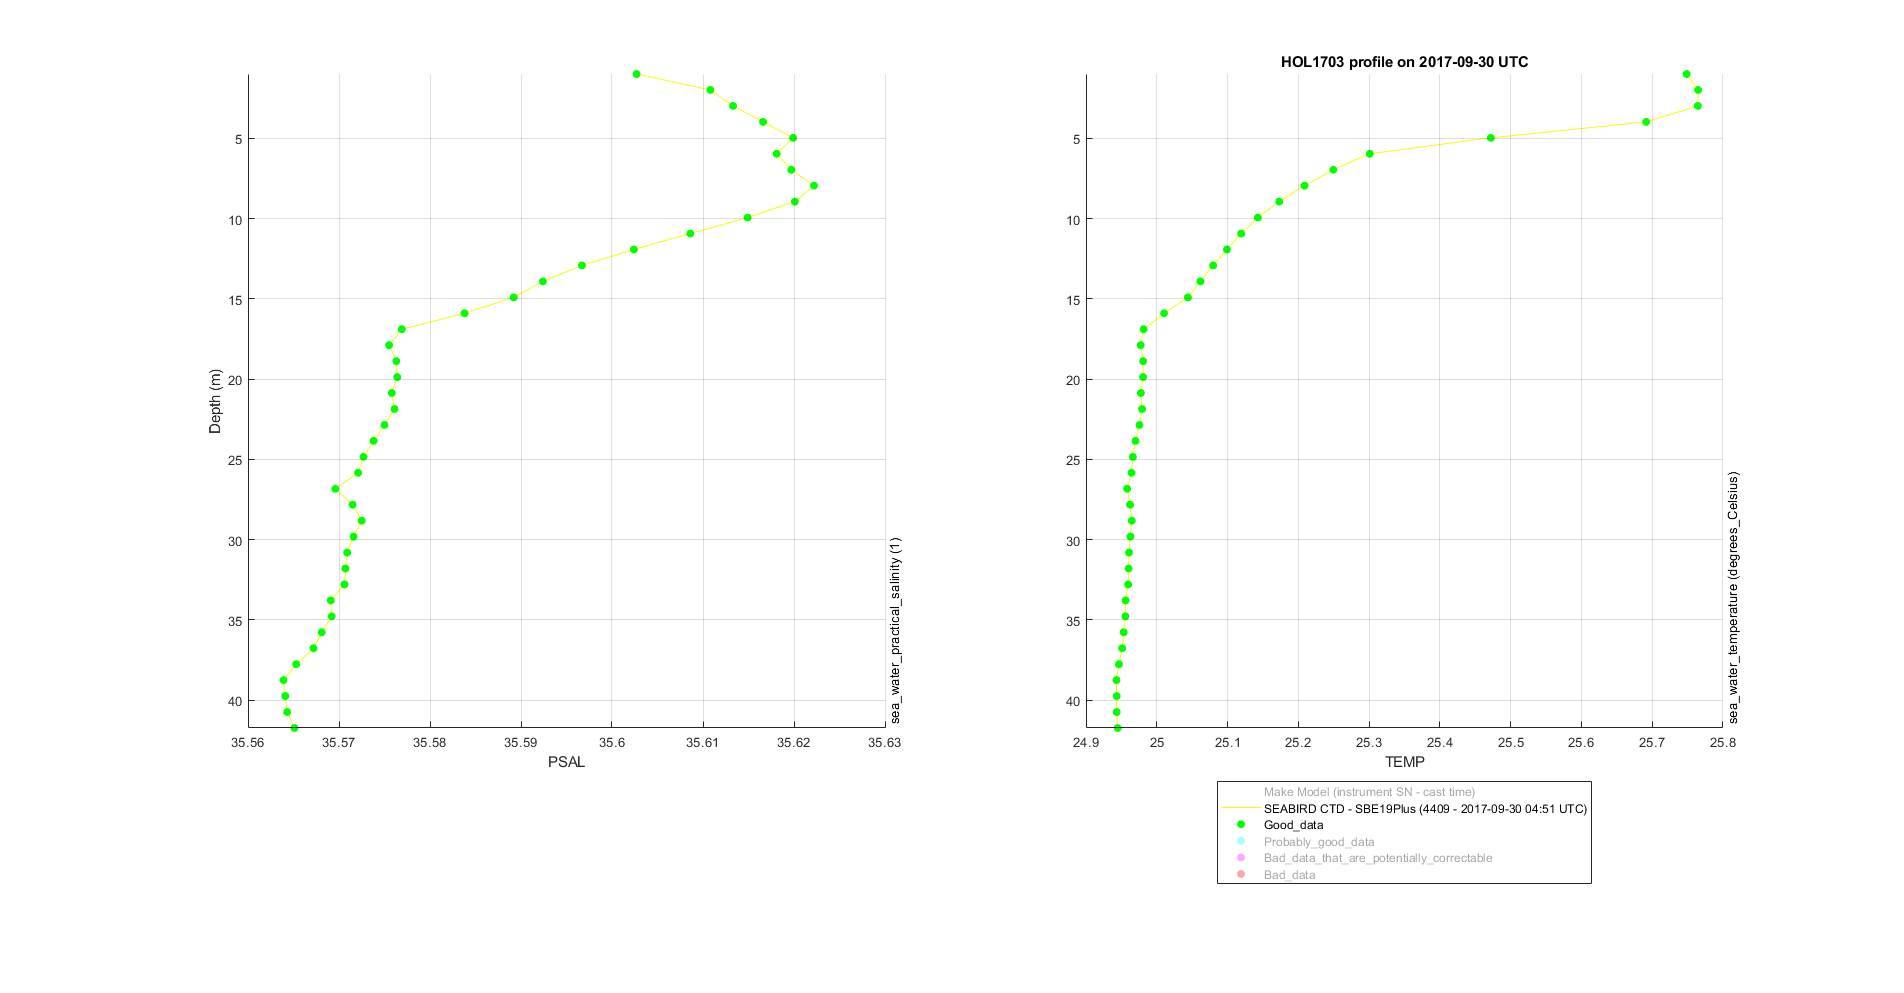 HOL1703 profile on 2017-09-30 UTC
Depth (m)
5
10
15
20
25
30
35
40
35.56 35.57 35.58 35.59 35.6 35.61 35.62 35.63
PSAL
sea_water_practical_salinity (1)
5
10
15
20
25
30
35
40
24.9 25 25.1 25.2 25.3 25.4 25.5 25.6 25.7 25.8
TEMP
sea_water_temperature (degrees_Celsius)
Make Model (instrument SN - cast time)
SEABIRD CTD - SBE19Plus (4409 - 2017-09-30 04:51 UTC)
Good_data
Probably_good_data
Bad_data_that_are_potentially_correctable
Bad_data